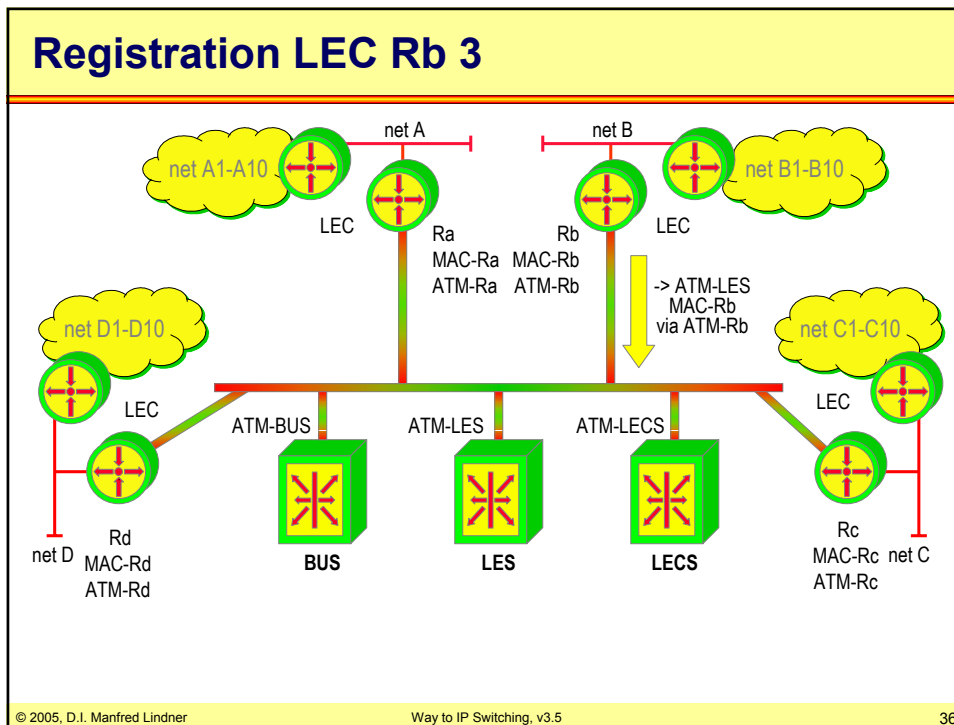 Registration LEC Rb 3
net A
net B
net A1-A10
net B1-B10
LEC
LEC
Ra
MAC-Ra
ATM-Ra
Rb
MAC-Rb
ATM-Rb
-> ATM-LES
MAC-Rb
via ATM-Rb
net D1-D10
net C1-C10
LEC
LEC
ATM-BUS
ATM-LES
ATM-LECS
net D
Rd
MAC-Rd
ATM-Rd
BUS
LES
LECS
Rc
MAC-Rc
ATM-Rc
net C
© 2005, D.I. Manfred Lindner
Way to IP Switching, v3.5
36